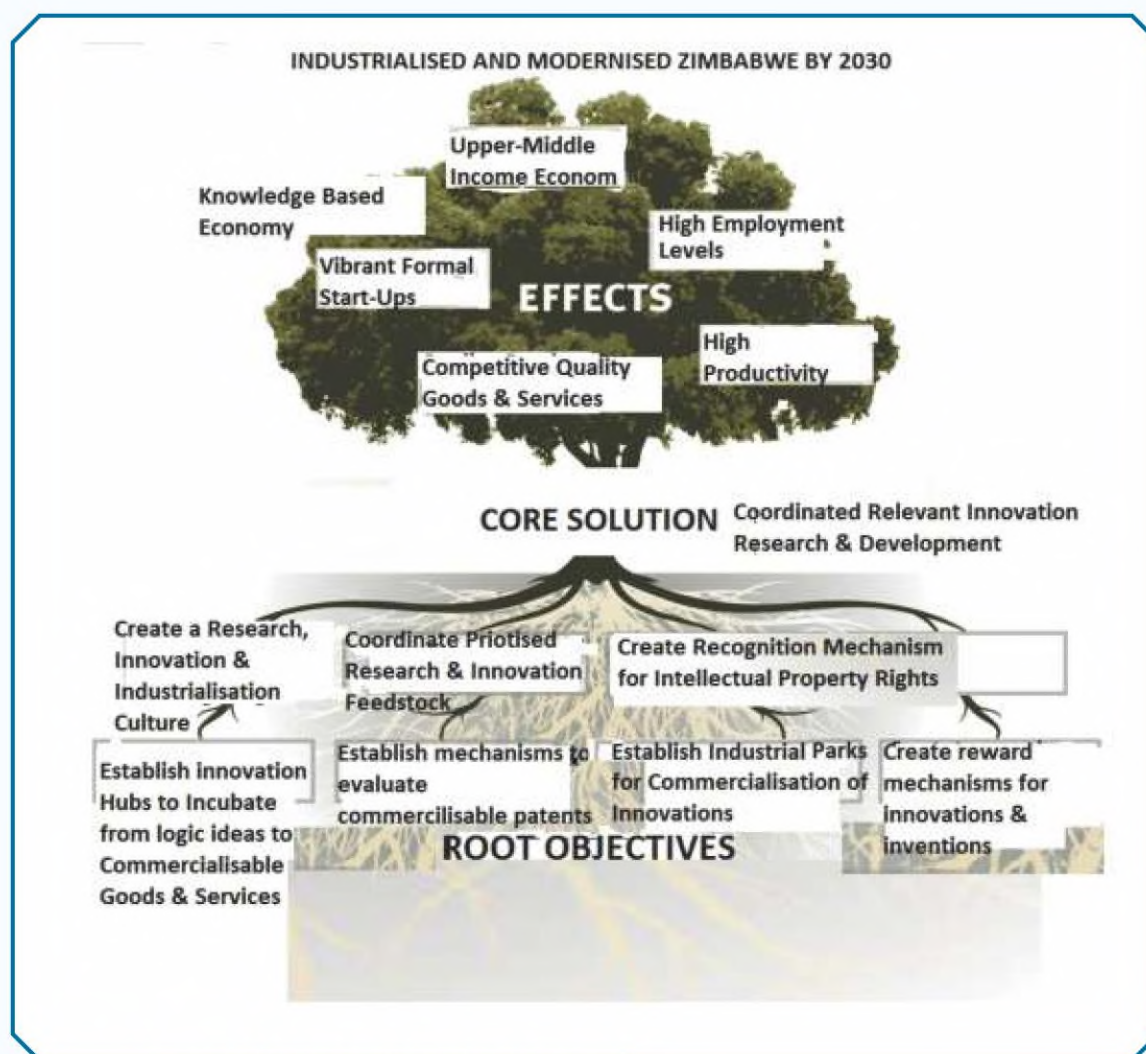 INDUSTRIALISED AND MODERNISED ZIMBABWE BY 2030
Upper-Middle
Income Econom
Knowledge Based
Economy
High Employment
Levels
Vibrant Formal
Start-Ups
EFFECTS
High
Productivity
Competitive Quality
Goods & Services
CORE SOLUTION
Coordinated Relevant Innovation
Research & Development
Create a Research,
Innovation &
Industrialisation
Culture
Coordinate Priotised
Research & Innovation
Feedstock
Create Recognition Mechanism
for Intellectual Property Rights
Establish innovation
Hubs to Incubate
from logic ideas to
Commercialisable
Goods & Services
Establish mechanisms to
evaluate
commercilisable patents
Establish Industrial Parks
for Commercialisation of
Innovations
Create reward
mechanisms for
innovations &
inventions
ROOT OBJECTIVES